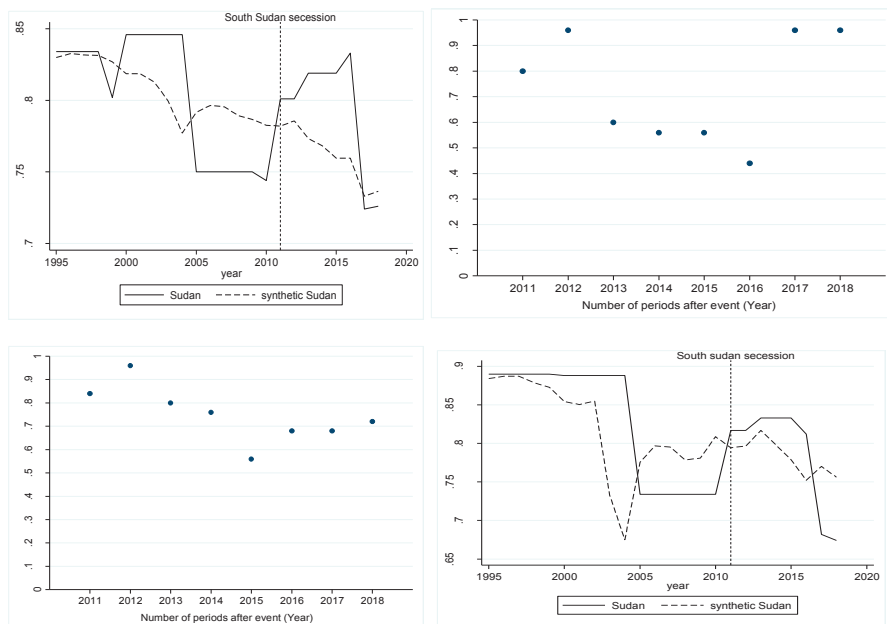 South Sudan secession
.85
.8
.75
.7
1995 2000 2005 2010 2015 2020
year
Sudan synthetic Sudan
1
.9
.8
.7
.6
.5
.4
.3
.2
.1
0
2011 2012 2013 2014 2015 2016 2017 2018
Number of periods after event (Year)
1
.9
.8
.7
.6
.5
.4
.3
.2
.1
0
2011 2012 2013 2014 2015 2016 2017 2018
Number of periods after event (Year)
South sudan secession
.9
.85
.8
.75
.7
.65
1995 2000 2005 2010 2015 2020
year
Sudan synthetic Sudan